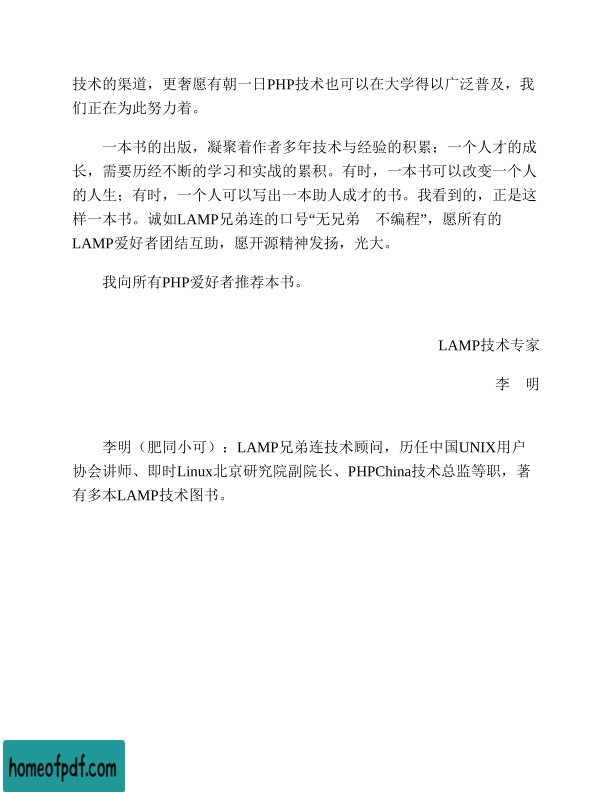 技术的渠道，更奢愿有朝一日PHP技术也可以在大学得以广泛普及，我
们正在为此努力着。
一本书的出版，凝聚着作者多年技术与经验的积累；一个人才的成
长，需要历经不断的学习和实战的累积。有时，一本书可以改变一个人
的人生；有时，一个人可以写出一本助人成才的书。我看到的，正是这
样一本书。诚如LAMP兄弟连的口号“无兄弟　不编程”，愿所有的
LAMP爱好者团结互助，愿开源精神发扬，光大。
我向所有PHP爱好者推荐本书。
LAMP技术专家
李　明
李明（肥同小可）：LAMP兄弟连技术顾问，历任中国UNIX用户
协会讲师、即时Linux北京研究院副院长、PHPChina技术总监等职，著
有多本LAMP技术图书。
homeofpdf.com